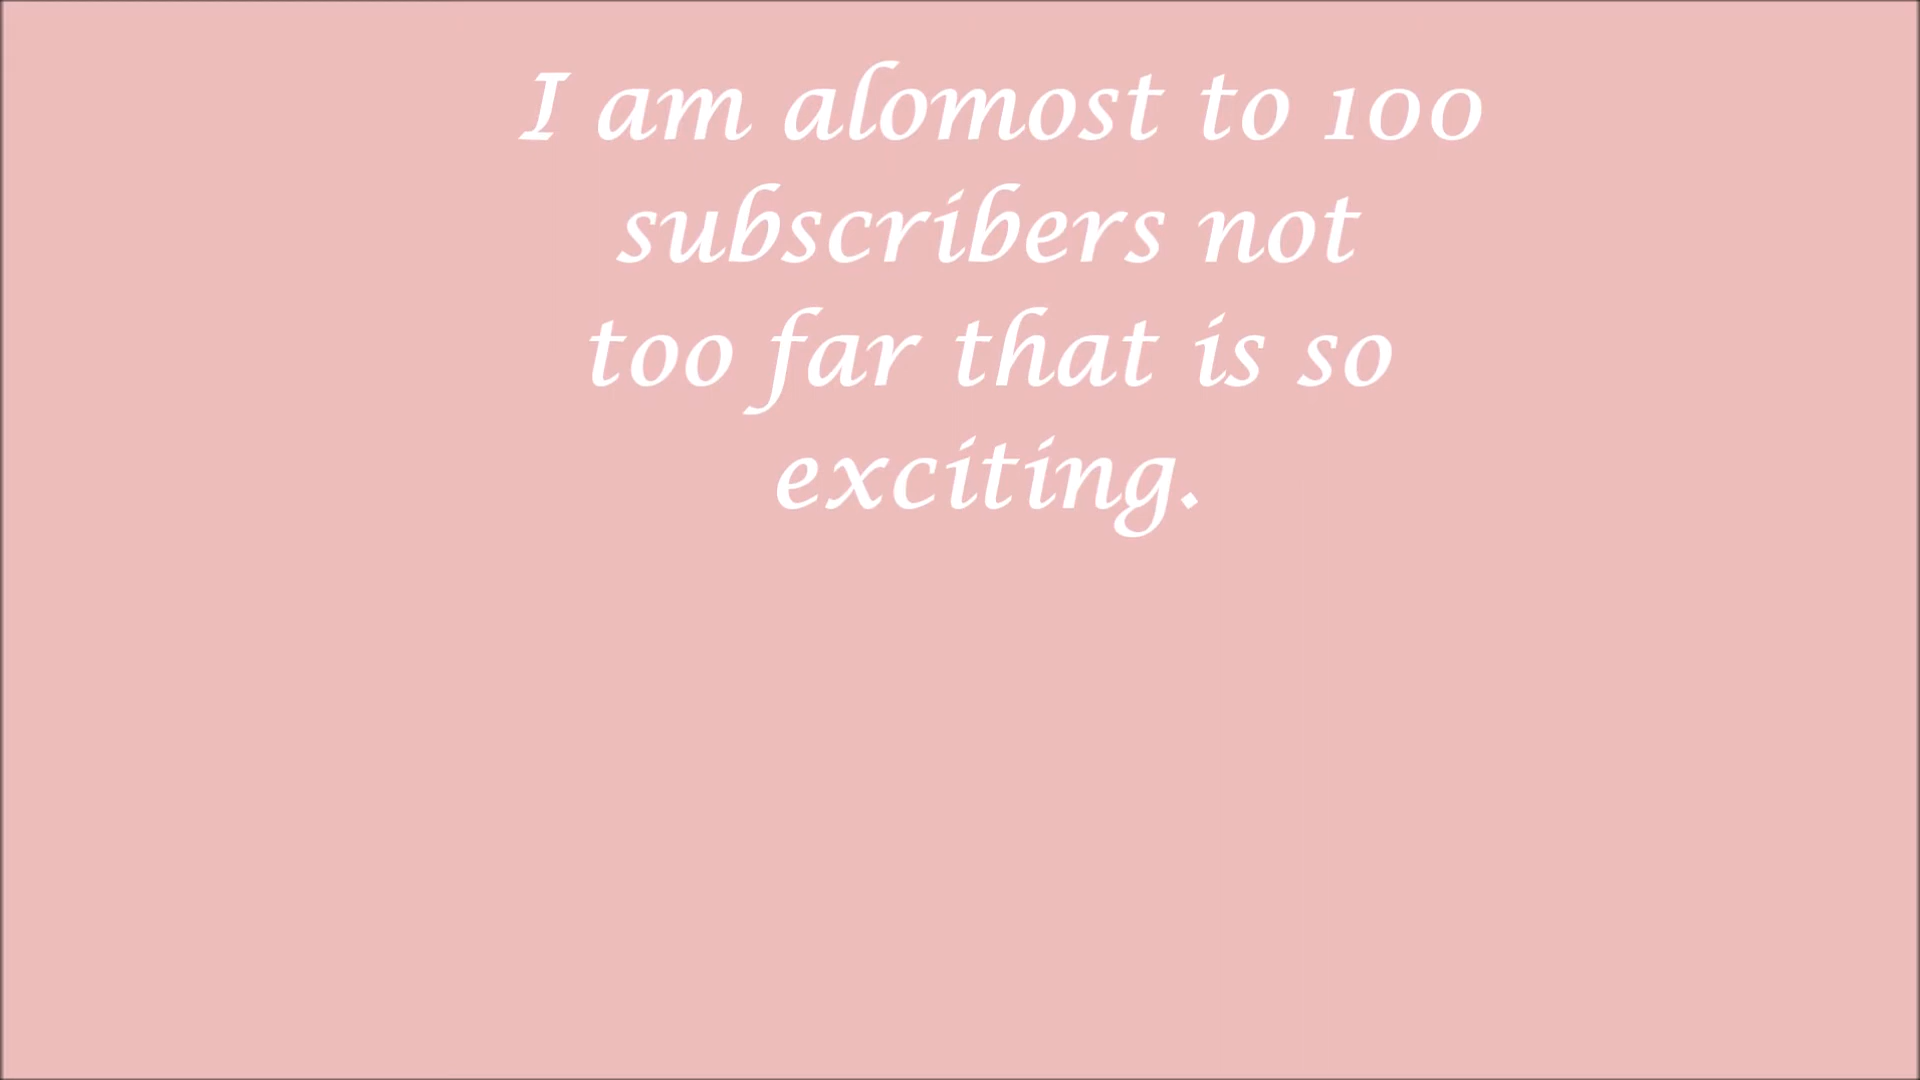 I am alomost to 100
subscribers not
too far that is so
exciting.